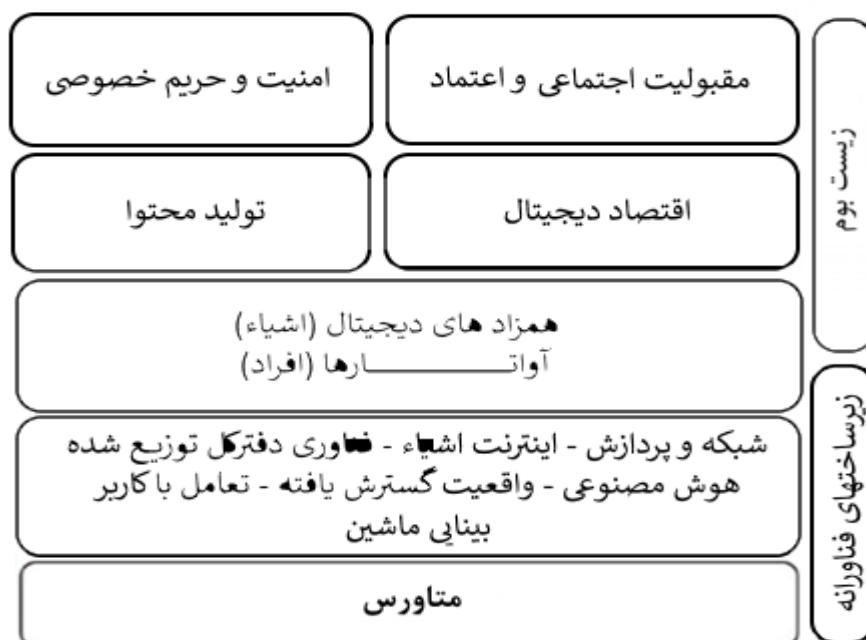 مقبولیت اجتماعی و اعتماد
امنیت و حریم خصوصی
اقتصاد دیجیتال
تولید محتوا
زیست بوم
همزاد های دیجیتال (اشیاء)
آواتـــــــــــــارها (افراد)
شبکه و پردازش - اینترنت اشیاء - فناوری دفترکل توزیع شده
هوش مصنوعی - واقعیت گسترش یافته - تعامل با کاربر
بینایی ماشین
متاورس
زیرساختهای فناورانه